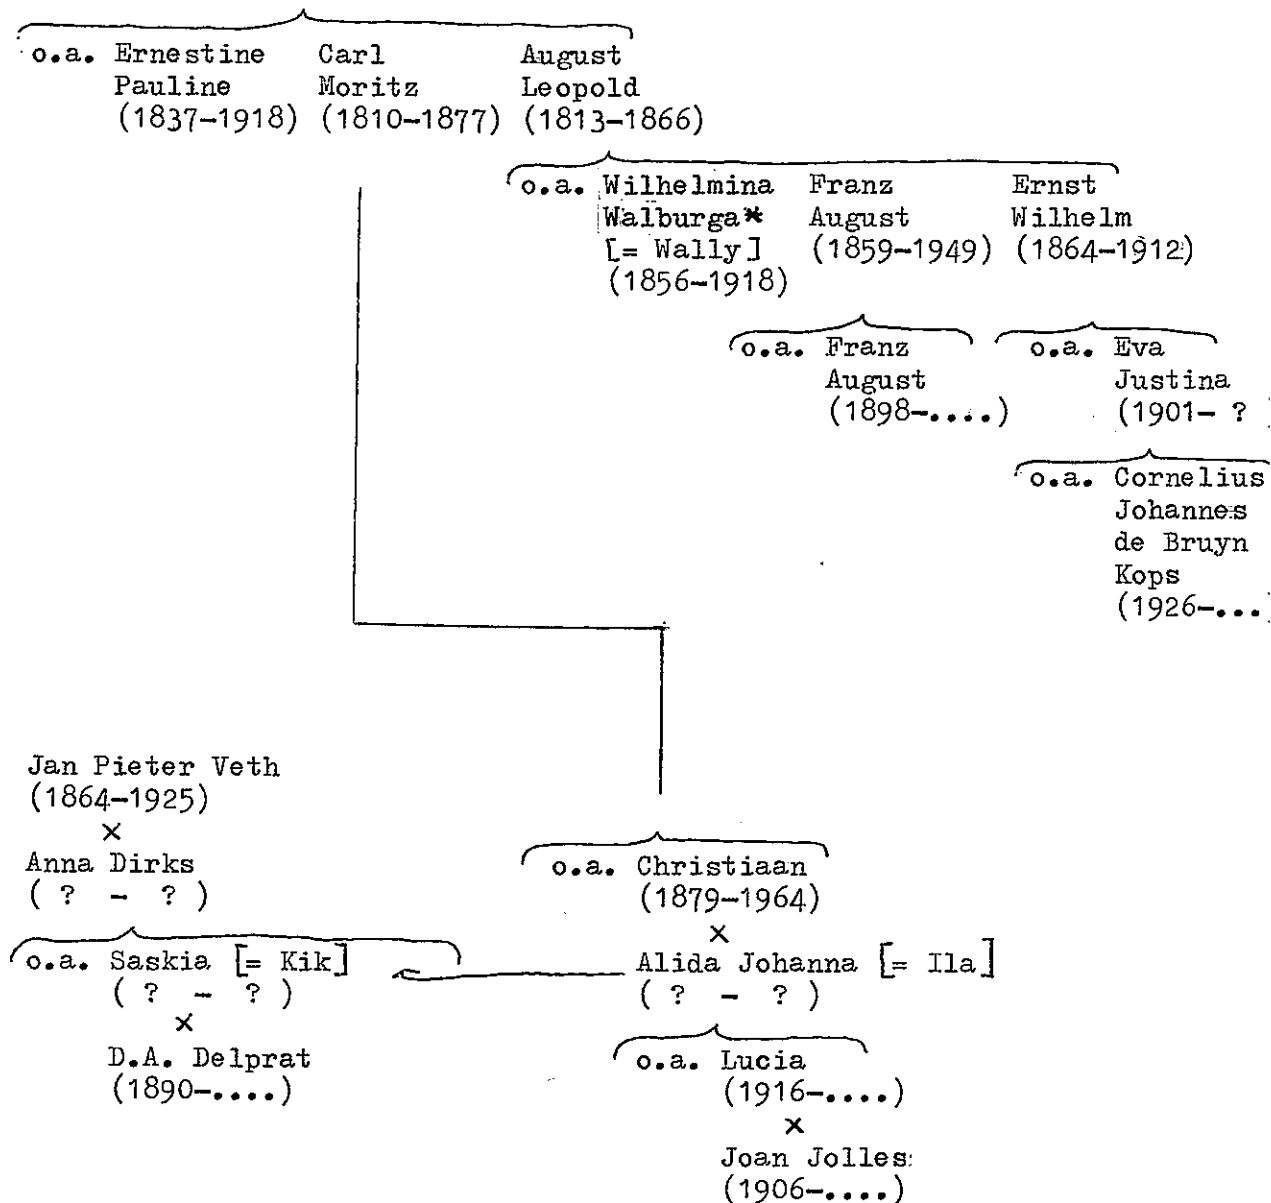 o.a. Ernestine Carl August
Pauline Moritz Leopold
(1837-1918) (1810-1877) (1813-1866)
o.a. Wilhelmina Franz Ernst
Walburga* August Wilhelm
[= Wally] (1859-1949) (1864-1912)
(1856-1918)
o.a. Franz o.a. Eva
August Justina
(1898-....) (1901- ? )
o.a. Cornelius
Johannes
de Bruyn
Kops
(1926-...)
Jan Pieter Veth
(1864-1925)
×
Anna Dirks
( ? - ? )
o.a. Christiaan
(1879-1964)
×
o.a. Saskia [= Kik] Alida Johanna [= Ila]
( ? - ? ) ( ? - ? )
×
D.A. Delprat o.a. Lucia
(1890-....) (1916-....)
×
Joan Jolles
(1906-....)